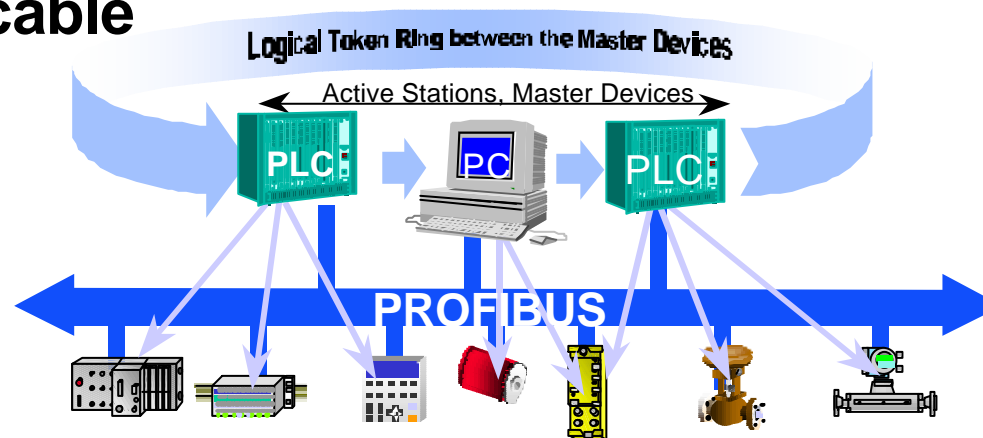 cable
Logical Token Ring between the Master Devices
Active Stations, Master Devices
PLC
PC
PLC
PROFIBUS